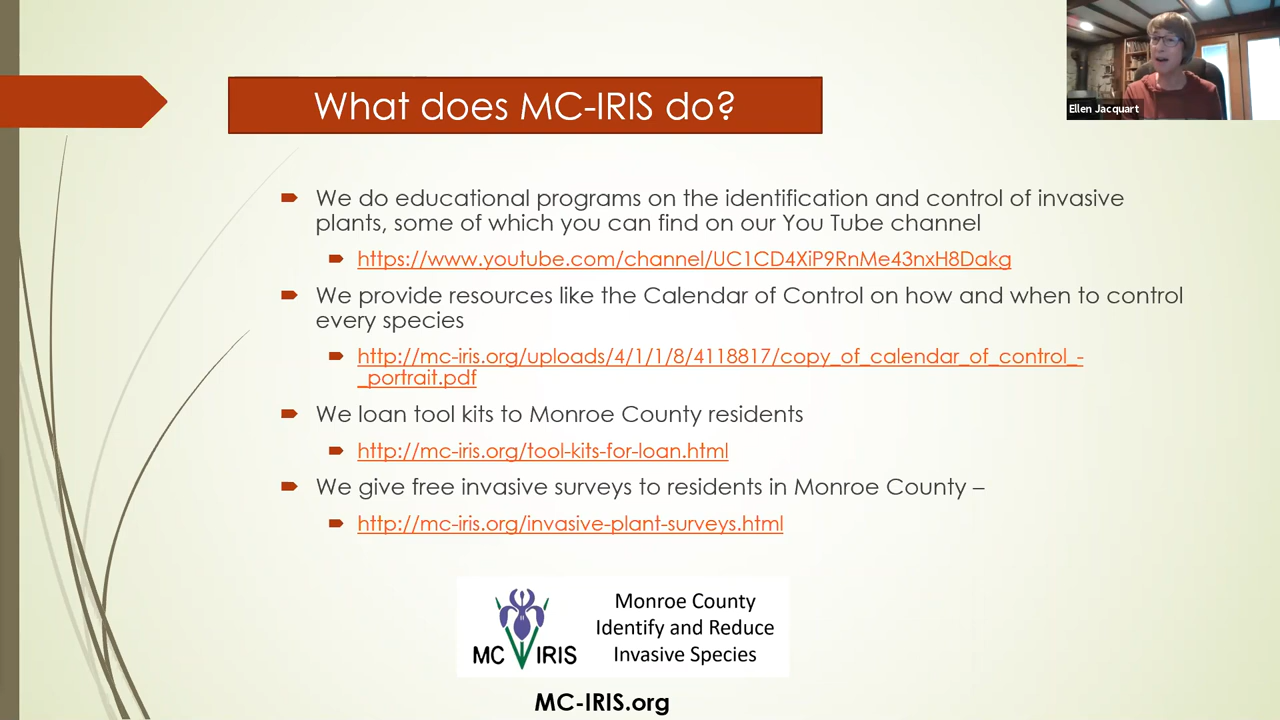 What does MC-IRIS do?
Ellen Jacquart
We do educational programs on the identification and control of invasive
plants, some of which you can find on our You Tube channel
https://www.youtube.com/channel/UC1CD4XiP9RnMe43nxH8Dakg
We provide resources like the Calendar of Control on how and when to control
every species
http://mc-iris.org/uploads/4/1/1/8/4118817/copy_of_calendar_of_control_-
_portrait.pdf
We loan tool kits to Monroe County residents
http://mc-iris.org/tool-kits-for-loan.html
We give free invasive surveys to residents in Monroe County –
http://mc-iris.org/invasive-plant-surveys.html
Monroe County
Identify and Reduce
Invasive Species
MC IRIS
MC-IRIS.org